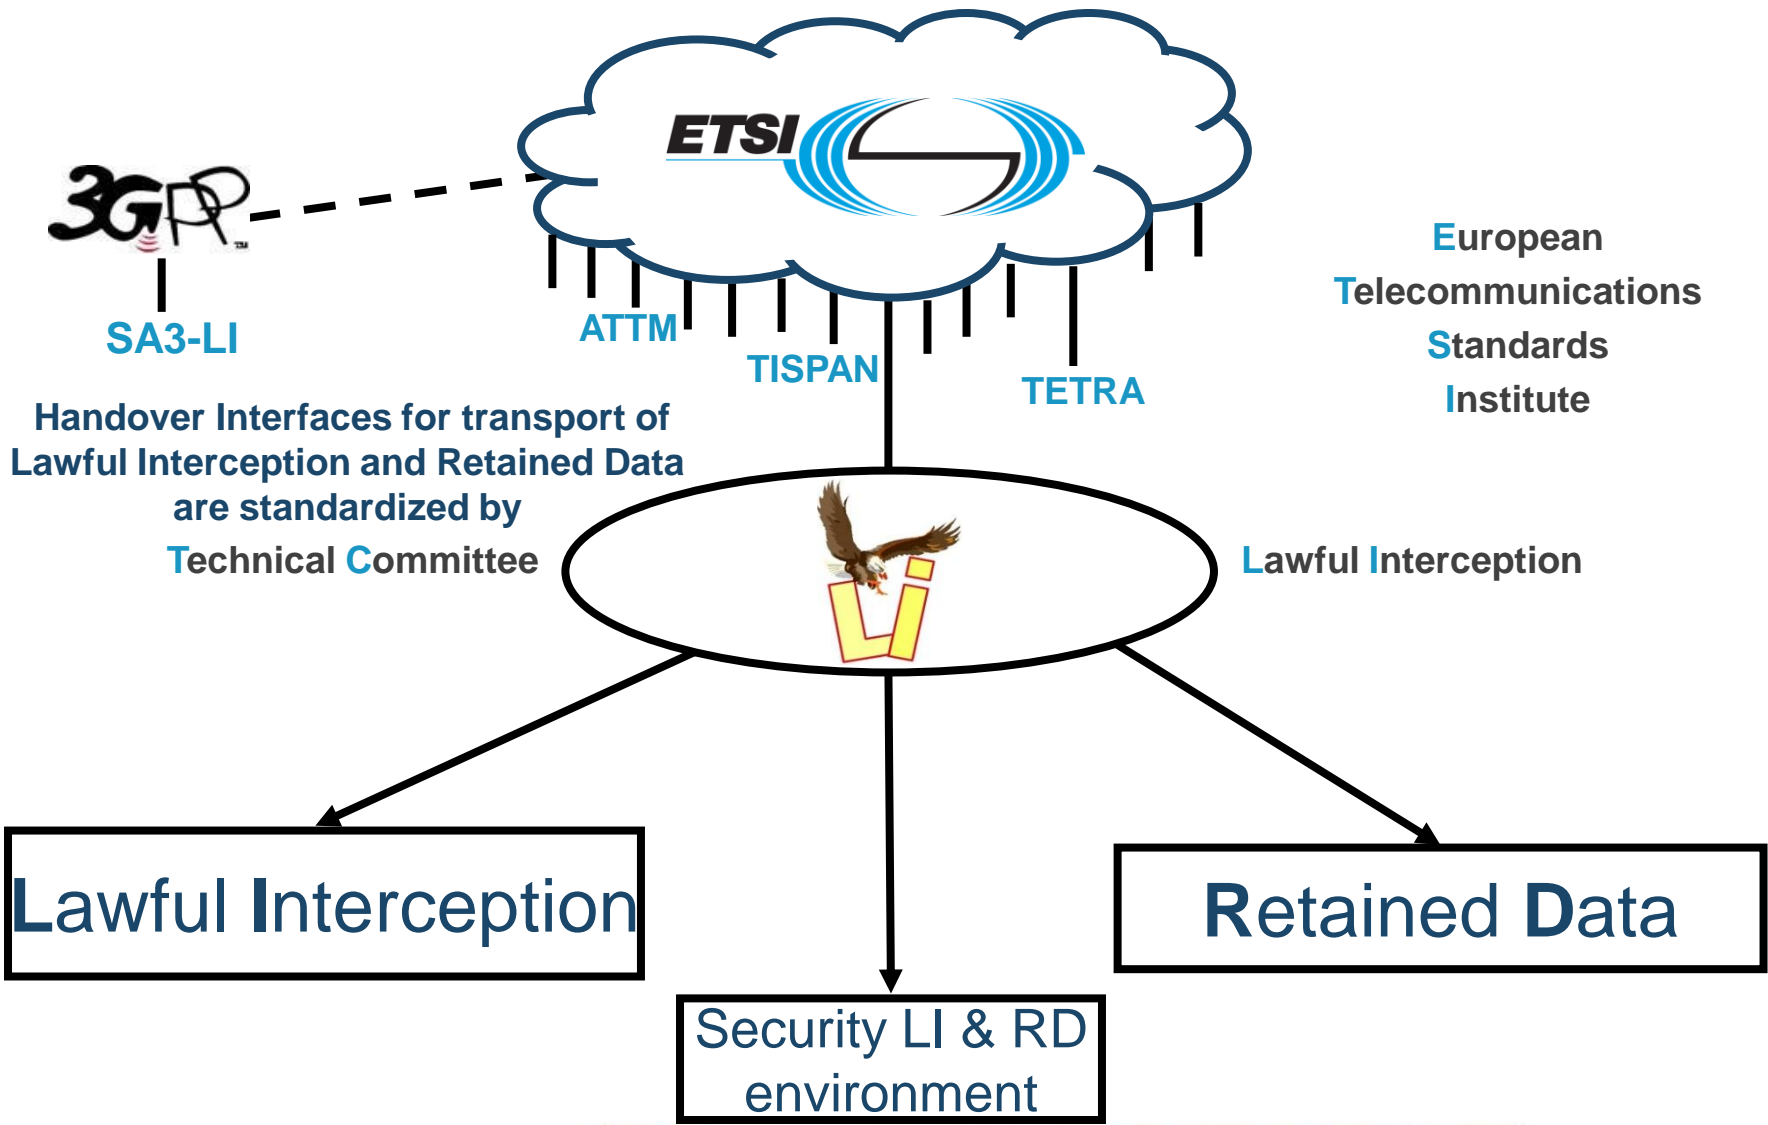 ETSI
3GPP
TM
SA3-LI
ATTM
TISPAN
TETRA
European
Telecommunications
Standards
Institute
Handover Interfaces for transport of
Lawful Interception and Retained Data
are standardized by
Technical Committee
Li
Lawful Interception
Lawful Interception
Retained Data
Security LI & RD
environment